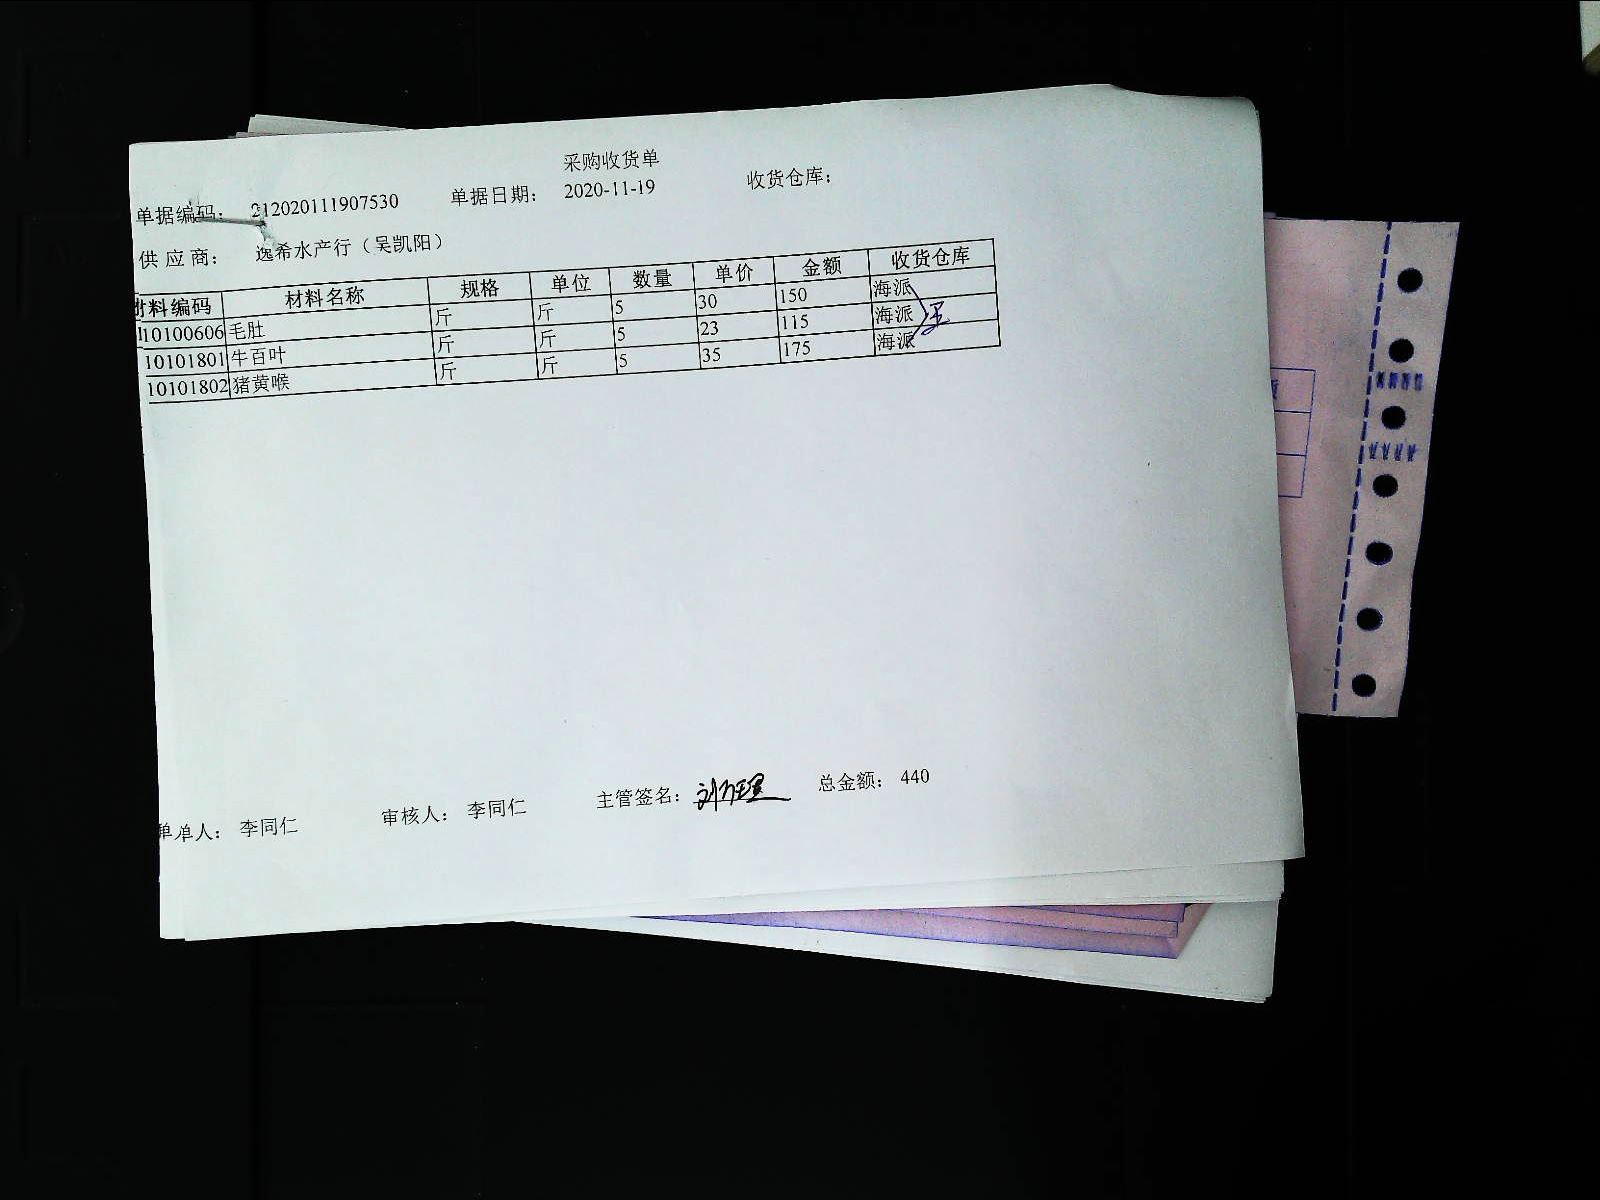 采购收货单
单据编码: 212020111907530 单据日期: 2020-11-19 收货仓库:
供应商: 逸希水产行（吴凯阳）
材料编码 材料名称 规格 单位 数量 单价 金额 收货仓库
10100606 毛肚 斤 斤 5 30 150 海派
10101801 牛百叶 斤 斤 5 23 115 海派
10101802 猪黄喉 斤 斤 5 35 175 海派
单人: 李同仁 审核人: 李同仁 主管签名: 总金额: 440